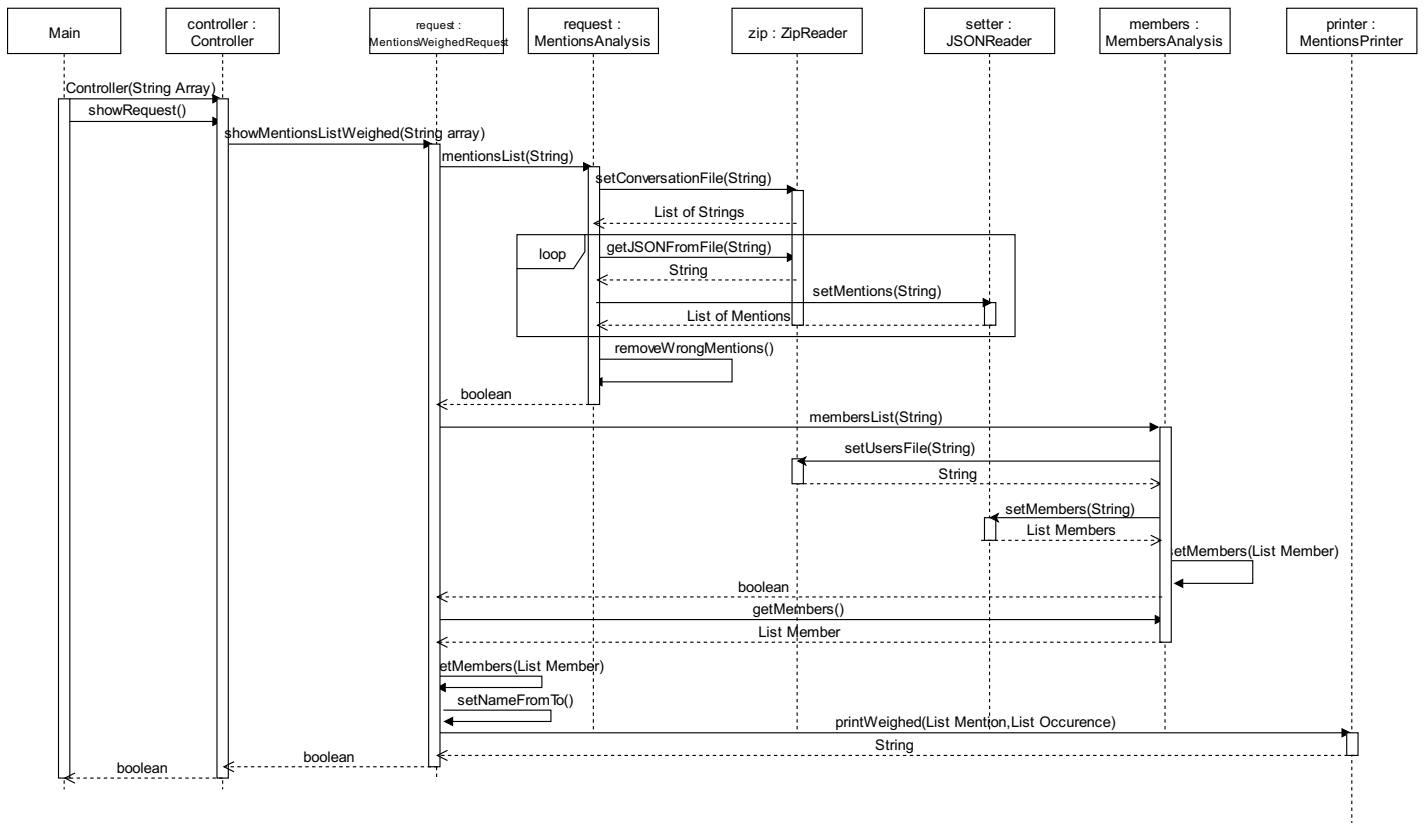 Main
controller :
Controller
request :
MentionsWeighedRequest
request :
MentionsAnalysis
zip : ZipReader
setter :
JSONReader
members :
MembersAnalysis
printer :
MentionsPrinter
Controller(String Array)
showRequest()
showMentionsListWeighed(String array)
mentionsList(String)
setConversationFile(String)
List of Strings
loop
getJSONFromFile(String)
String
setMentions(String)
List of Mentions
removeWrongMentions()
boolean
membersList(String)
setUsersFile(String)
String
setMembers(String)
List Members
setMembers(List Member)
boolean
getMembers()
List Member
etMembers(List Member)
setNameFromTo()
printWeighed(List Mention,List Occurence)
String
boolean
boolean